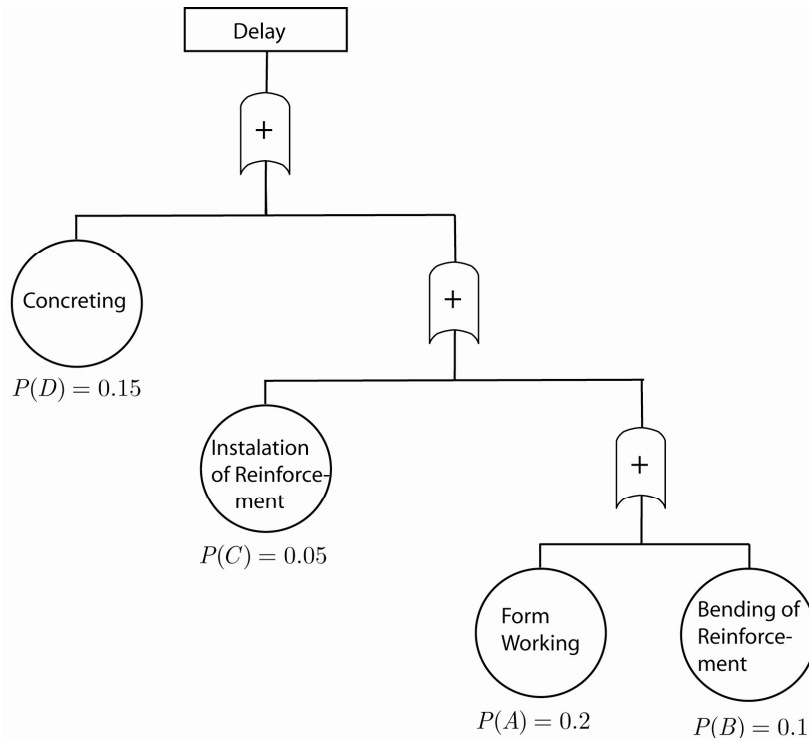 Delay
+
+
Concreting
P(D) = 0.15
Instalation
of Reinforce-
ment
+
P(C) = 0.05
Form
Working
Bending of
Reinforce-
ment
P(A) = 0.2
P(B) = 0.1